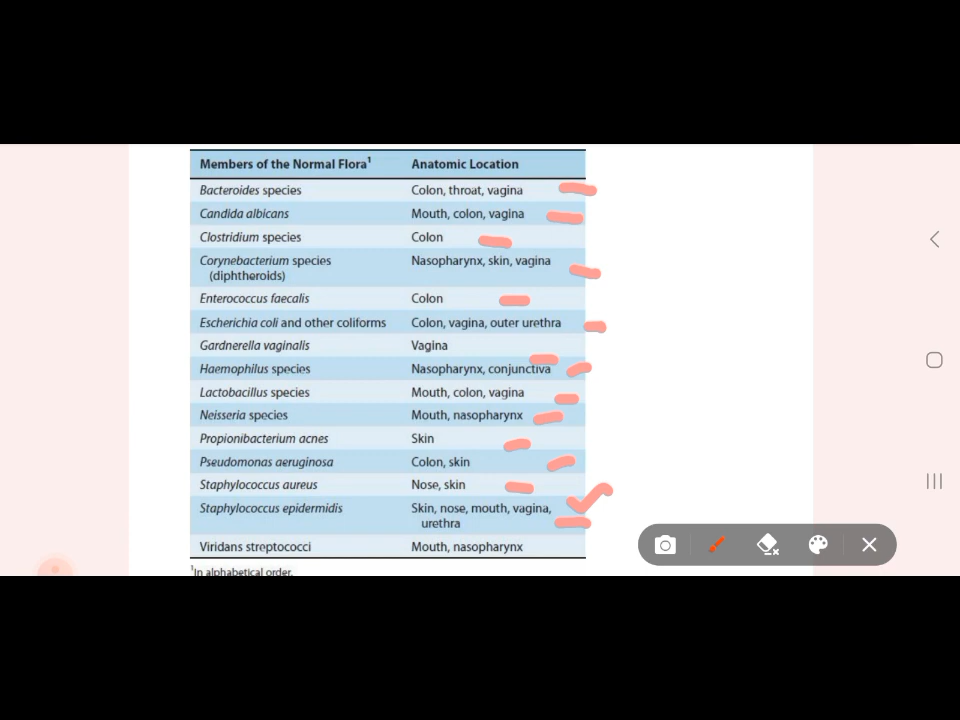 Members of the Normal Flora1 Anatomic Location
Bacteroides species Colon, throat, vagina
Candida albicans Mouth, colon, vagina
Clostridium species Colon
Corynebacterium species Nasopharynx, skin, vagina
(diphtheroids)
Enterococcus faecalis Colon
Escherichia coli and other coliforms Colon, vagina, outer urethra
Gardnerella vaginalis Vagina
Haemophilus species Nasopharynx, conjunctiva
Lactobacillus species Mouth, colon, vagina
Neisseria species Mouth, nasopharynx
Propionibacterium acnes Skin
Pseudomonas aeruginosa Colon, skin
Staphylococcus aureus Nose, skin
Staphylococcus epidermidis Skin, nose, mouth, vagina,
urethra
Viridans streptococci Mouth, nasopharynx
1In alphabetical order.